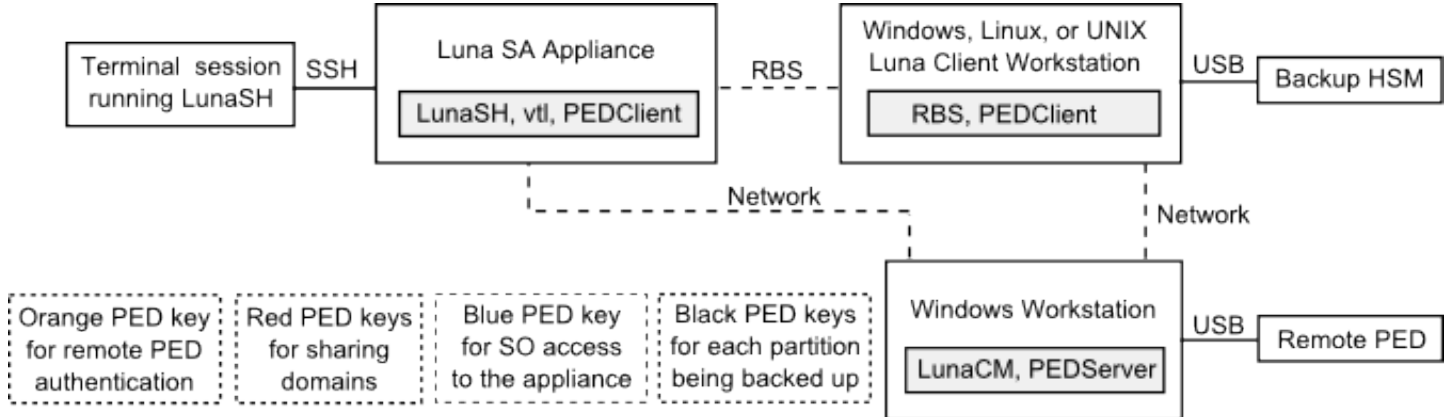 Terminal session
running LunaSH
SSH
Luna SA Appliance
LunaSH, vtl, PEDClient
RBS
Windows, Linux, or UNIX
Luna Client Workstation
RBS, PEDClient
USB
Backup HSM
Network
Network
Orange PED key
for remote PED
authentication
Red PED keys
for sharing
domains
Blue PED key
for SO access
to the appliance
Black PED keys
for each partition
being backed up
Windows Workstation
LunaCM, PEDServer
USB
Remote PED